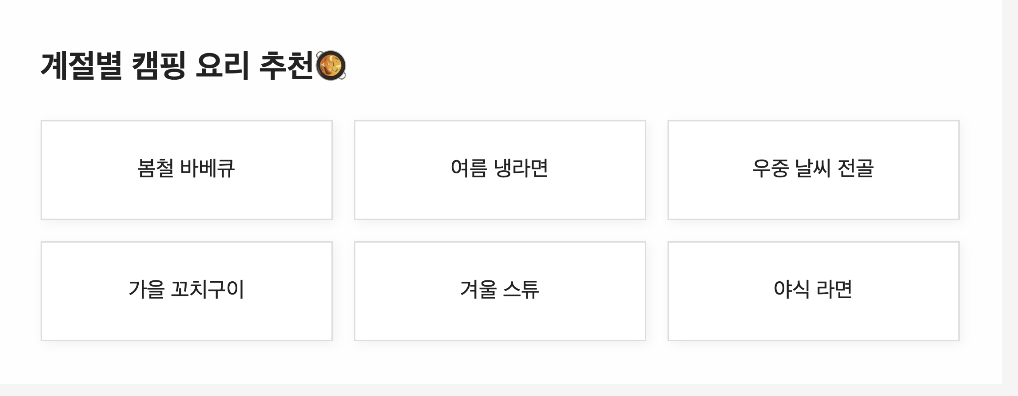 계절별 캠핑 요리 추천🥘
봄철 바베큐
여름 냉라면
우중 날씨 전골
가을 꼬치구이
겨울 스튜
야식 라면